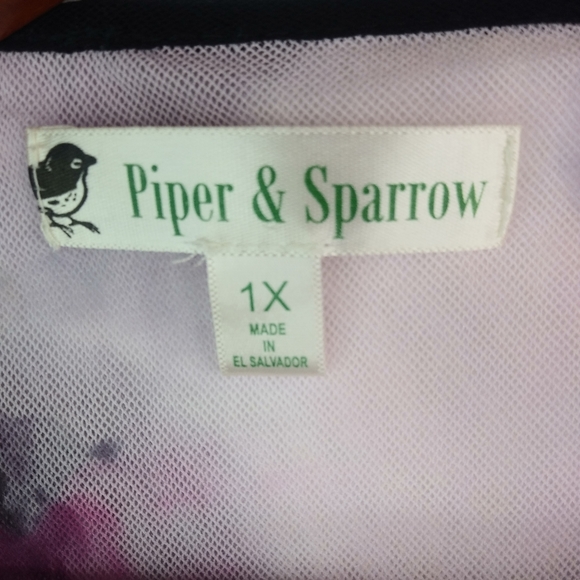 Piper & Sparrow
1X
MADE
IN
EL SALVADOR